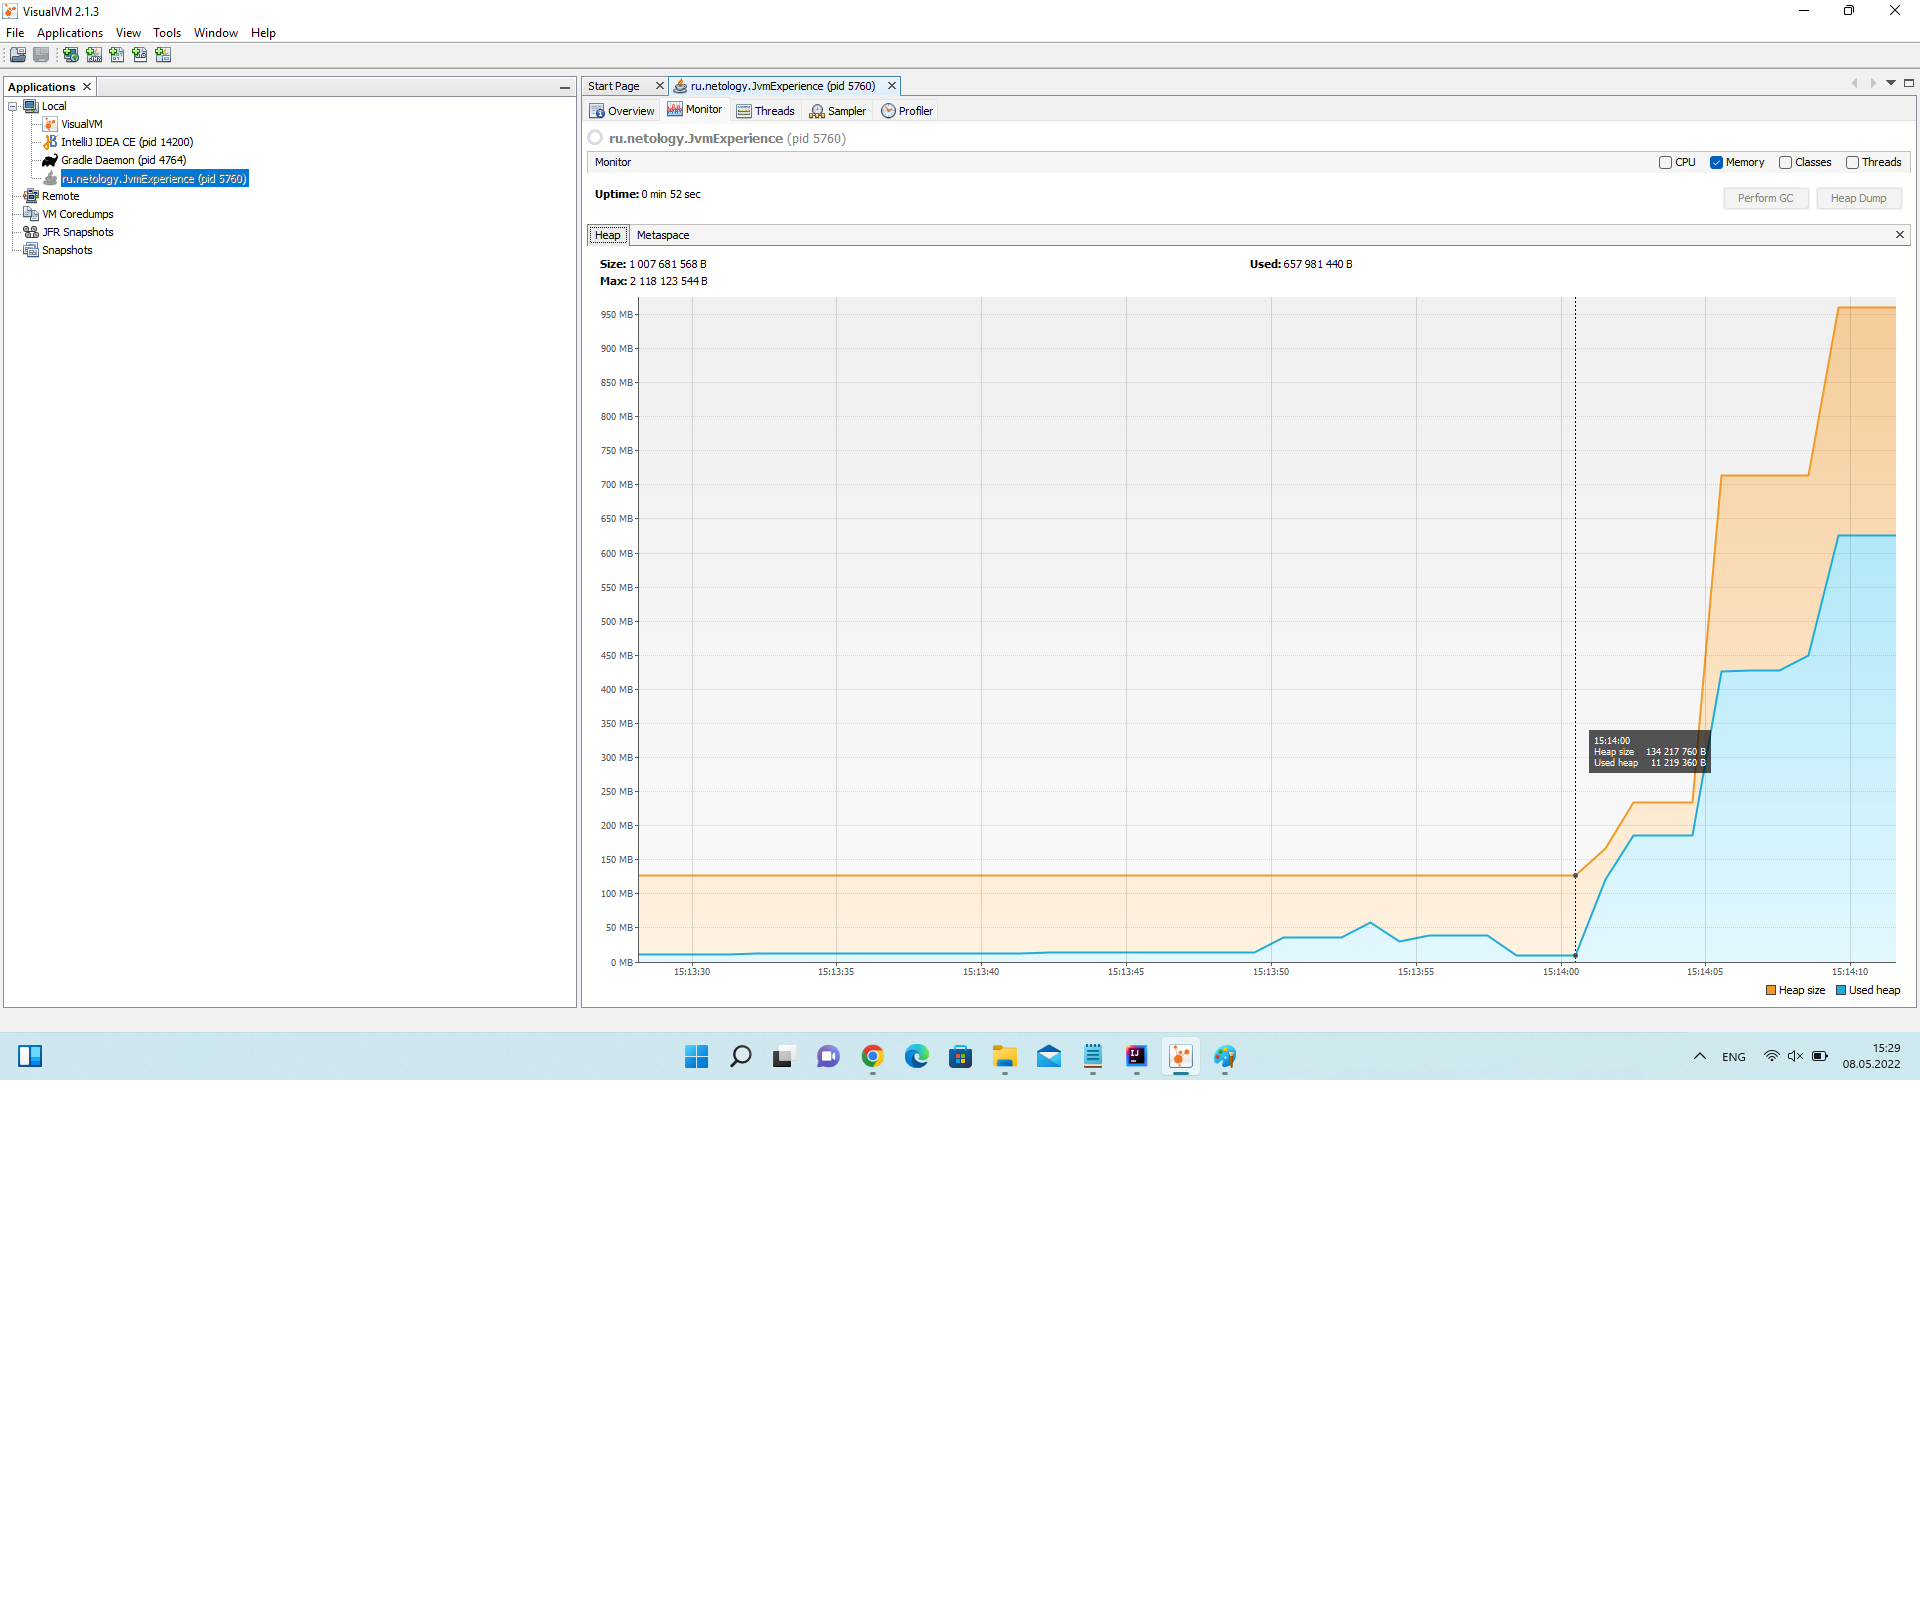 VisualVM 2.1.3
File Applications View Tools Window Help
Applications
Local
VisualVM
IntelliJ IDEA CE (pid 14200)
Gradle Daemon (pid 4764)
ru.netology.JvmExperience (pid 5760)
Remote
VM Coredumps
JFR Snapshots
Snapshots
Start Page ru.netology.JvmExperience (pid 5760)
Overview Monitor Threads Sampler Profiler
ru.netology.JvmExperience (pid 5760)
Monitor CPU Memory Classes Threads
Uptime: 0 min 52 sec Perform GC Heap Dump
Heap Metaspace
Size: 1 007 681 568 B Used: 657 981 440 B
Max: 2 118 123 544 B
950 MB
900 MB
850 MB
800 MB
750 MB
700 MB
650 MB
600 MB
550 MB
500 MB
450 MB
400 MB
350 MB
300 MB
250 MB
200 MB
150 MB
100 MB
50 MB
0 MB
15:14:00
Heap size 134 217 760 B
Used heap 11 219 360 B
15:13:30 15:13:35 15:13:40 15:13:45 15:13:50 15:13:55 15:14:00 15:14:05 15:14:10
Heap size Used heap
ENG 15:29
08.05.2022